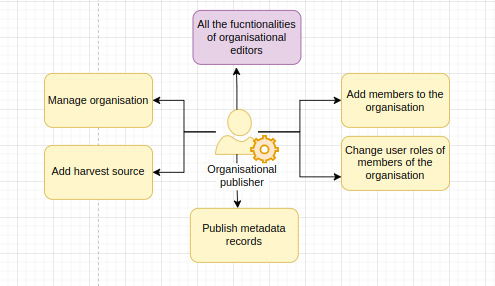 All the fucntionalities
of organisational
editors
Manage organisation
Add members to the
organisation
Add harvest source
Change user roles of
members of the
organisation
Organisational
publisher
Publish metadata
records